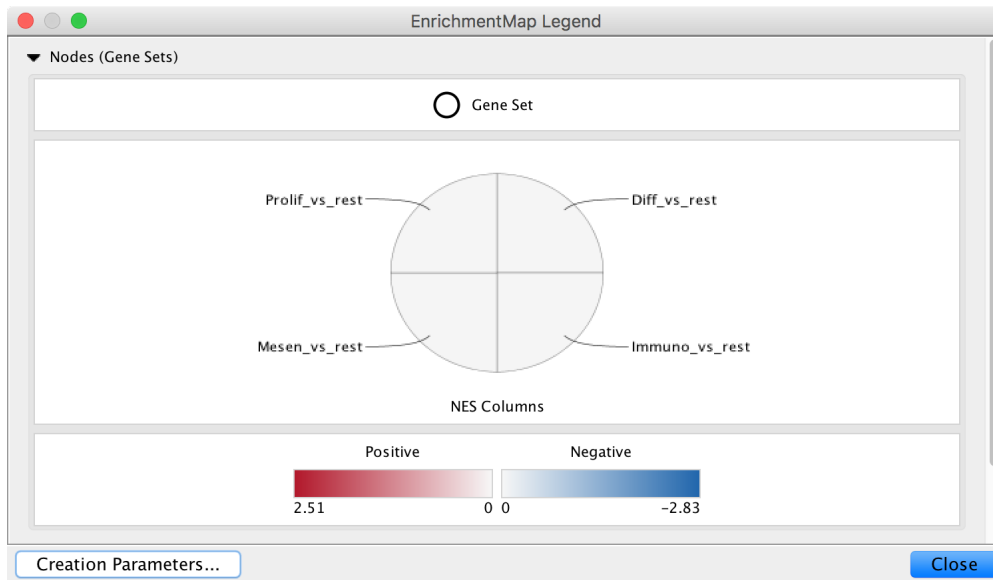 EnrichmentMap Legend
Nodes (Gene Sets)
Gene Set
Prolif_vs_rest
Diff_vs_rest
Mesen_vs_rest
Immuno_vs_rest
NES Columns
Positive Negative
2.51 0 0 -2.83
Creation Parameters... Close